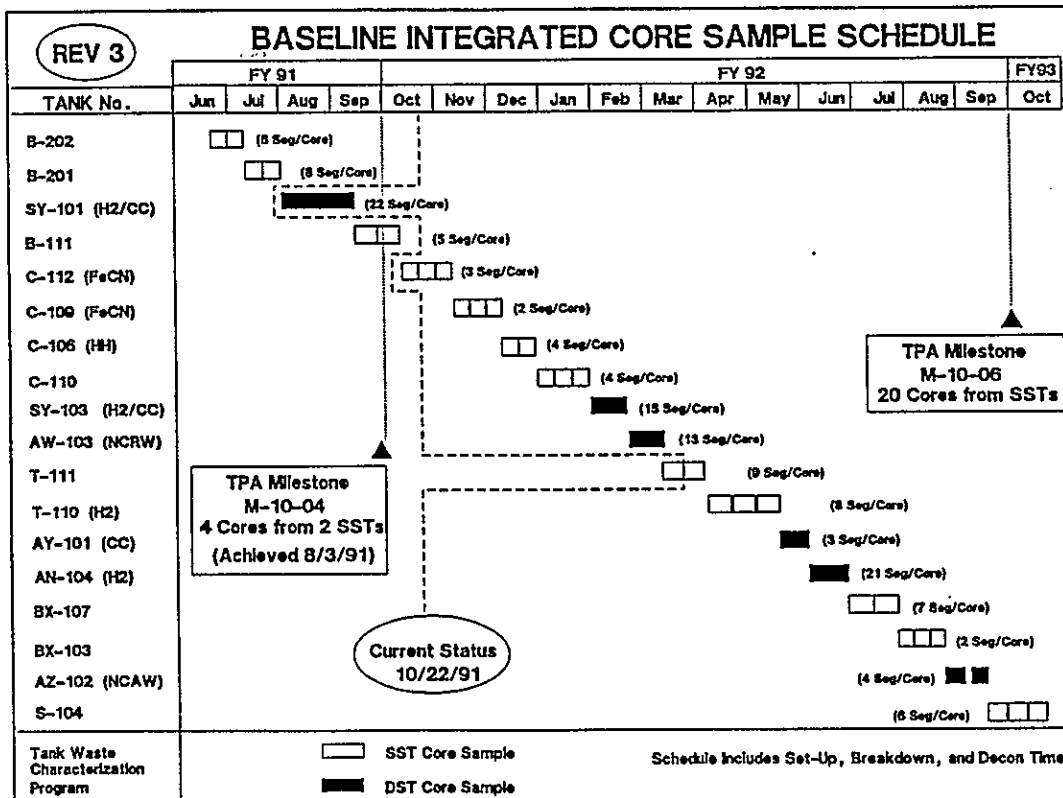 REV 3
BASELINE INTEGRATED CORE SAMPLE SCHEDULE
FY 91 FY 92 FY93
TANK No. Jun Jul Aug Sep Oct Nov Dec Jan Feb Mar Apr May Jun Jul Aug Sep Oct
B-202 (6 Seg/Core)
B-201 (8 Seg/Core)
SY-101 (H2/CC) (22 Seg/Core)
B-111 (5 Seg/Core)
C-112 (FeCN) (3 Seg/Core)
C-109 (FeCN) (2 Seg/Core)
C-106 (HH) (4 Seg/Core)
C-110 (4 Seg/Core)
SY-103 (H2/CC) (15 Seg/Core)
AW-103 (NCRW) (13 Seg/Core)
T-111 (9 Seg/Core)
T-110 (H2) (8 Seg/Core)
AY-101 (CC) (3 Seg/Core)
AN-104 (H2) (21 Seg/Core)
BX-107 (7 Seg/Core)
BX-103 (2 Seg/Core)
AZ-102 (NCAW) (4 Seg/Core)
S-104 (6 Seg/Core)
TPA Milestone
M-10-04
4 Cores from 2 SSTs
(Achieved 8/3/91)
TPA Milestone
M-10-06
20 Cores from SSTs
Current Status
10/22/91
Tank Waste
Characterization
Program
SST Core Sample
DST Core Sample
Schedule Includes Set-Up, Breakdown, and Decon Time